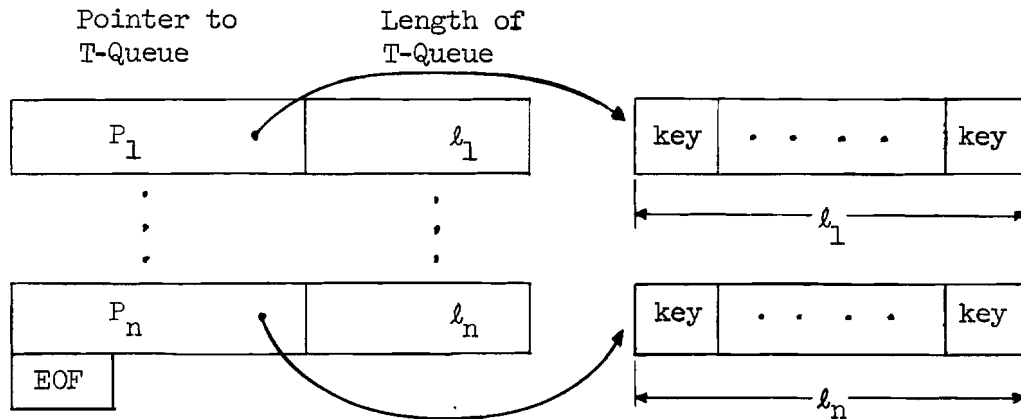 Pointer to Length of
T-Queue T-Queue
P₁ ℓ₁ key . . . . key
ℓ₁
Pₙ ℓₙ key . . . . key
EOF
ℓₙ